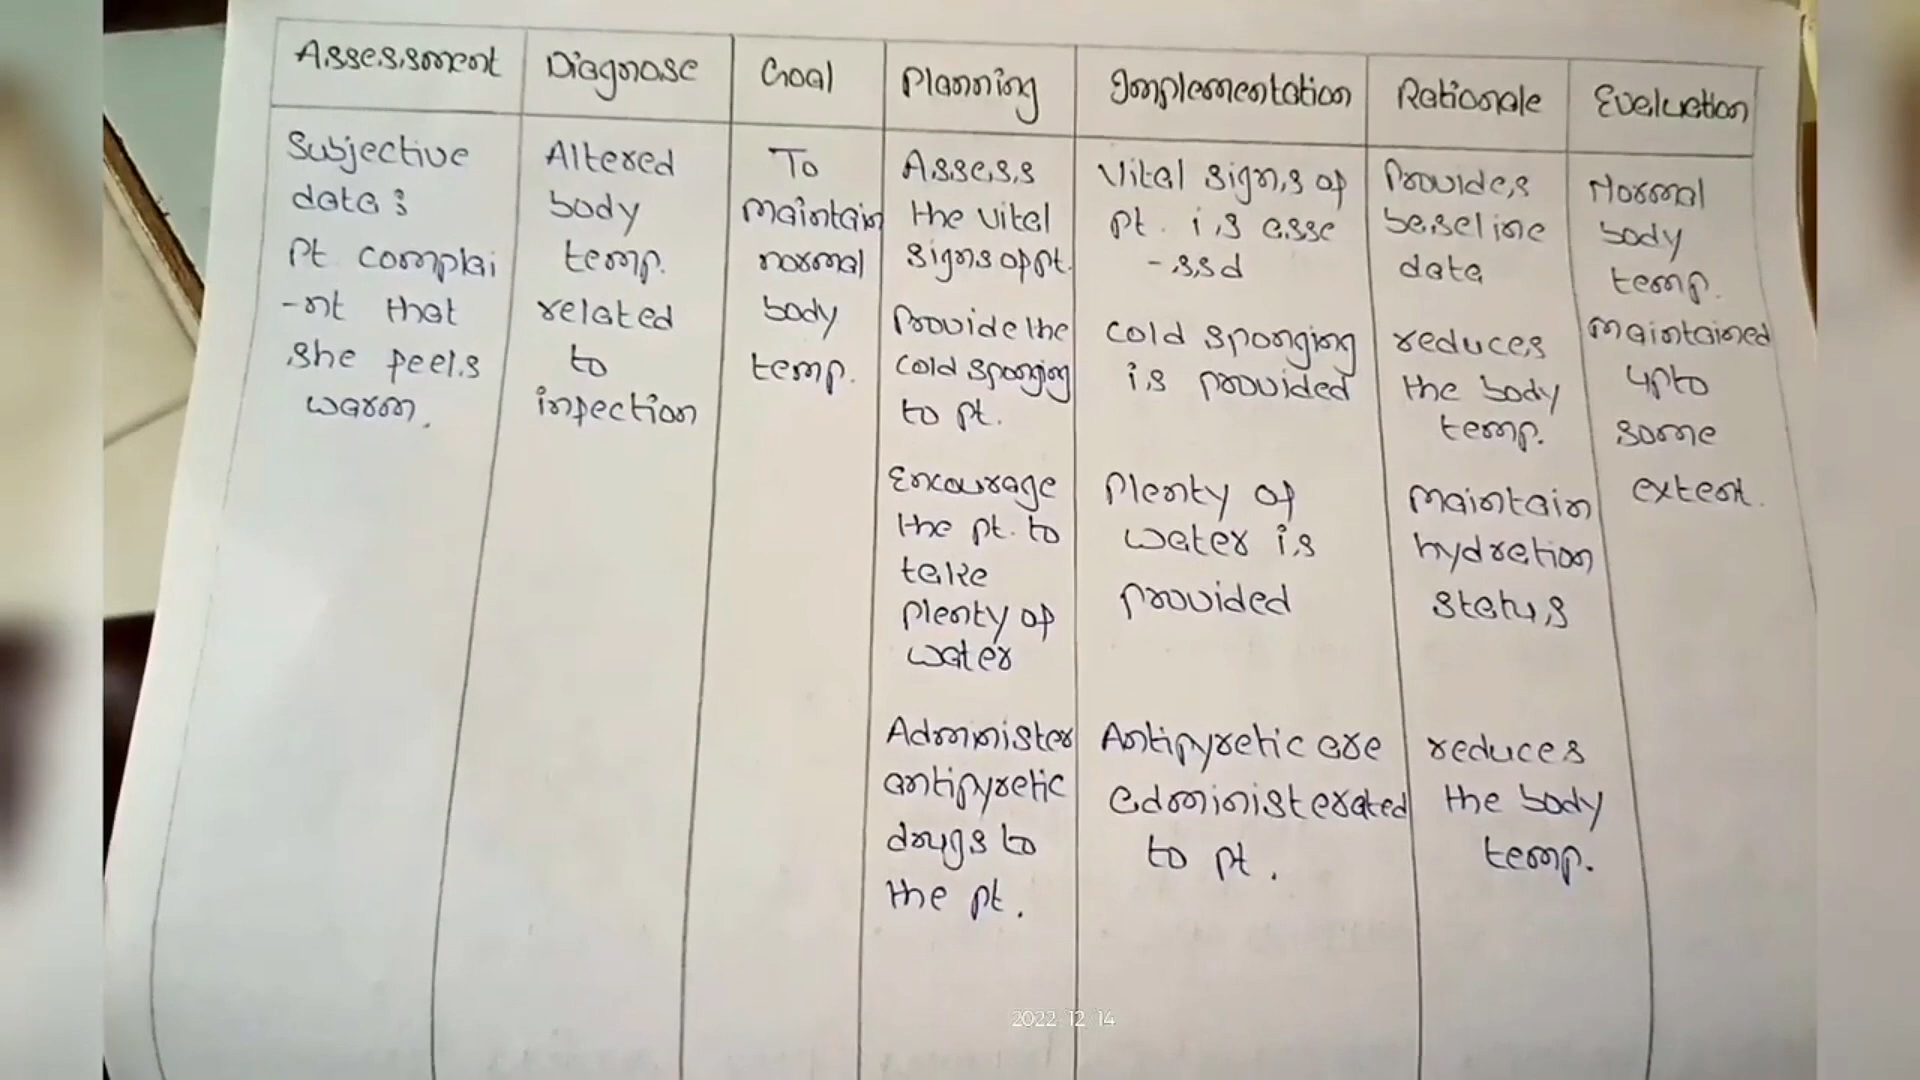 Assessment
Diagnose
Goal
Planning
Implementation
Rationale
Evaluation
Subjective
data :
Pt complai
-nt that
she feels
warm.
Altered
body
temp.
related
to
infection
To
maintain
normal
body
temp.
Assess
the vital
signs of pt.
Provide the
cold sponging
to pt.
Encourage
the pt. to
take
plenty of
water
Administer
antipyretic
drugs to
the pt.
Vital signs of
pt. is asse
-ssd
cold sponging
is provided
Plenty of
water is
provided
Antipyretic are
administerated
to pt.
Provides
baseline
data
reduces
the body
temp.
maintain
hydration
status
reduces
the body
temp.
Normal
body
temp.
maintained
upto
some
extent.
2022 12 14